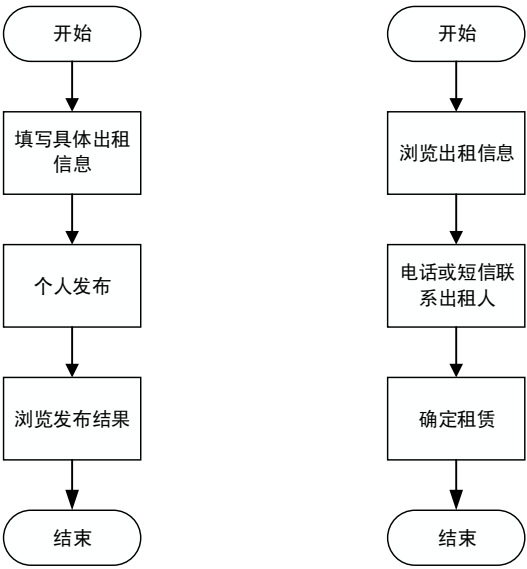 开始
填写具体出租
信息
个人发布
浏览发布结果
结束
开始
浏览出租信息
电话或短信联
系出租人
确定租赁
结束